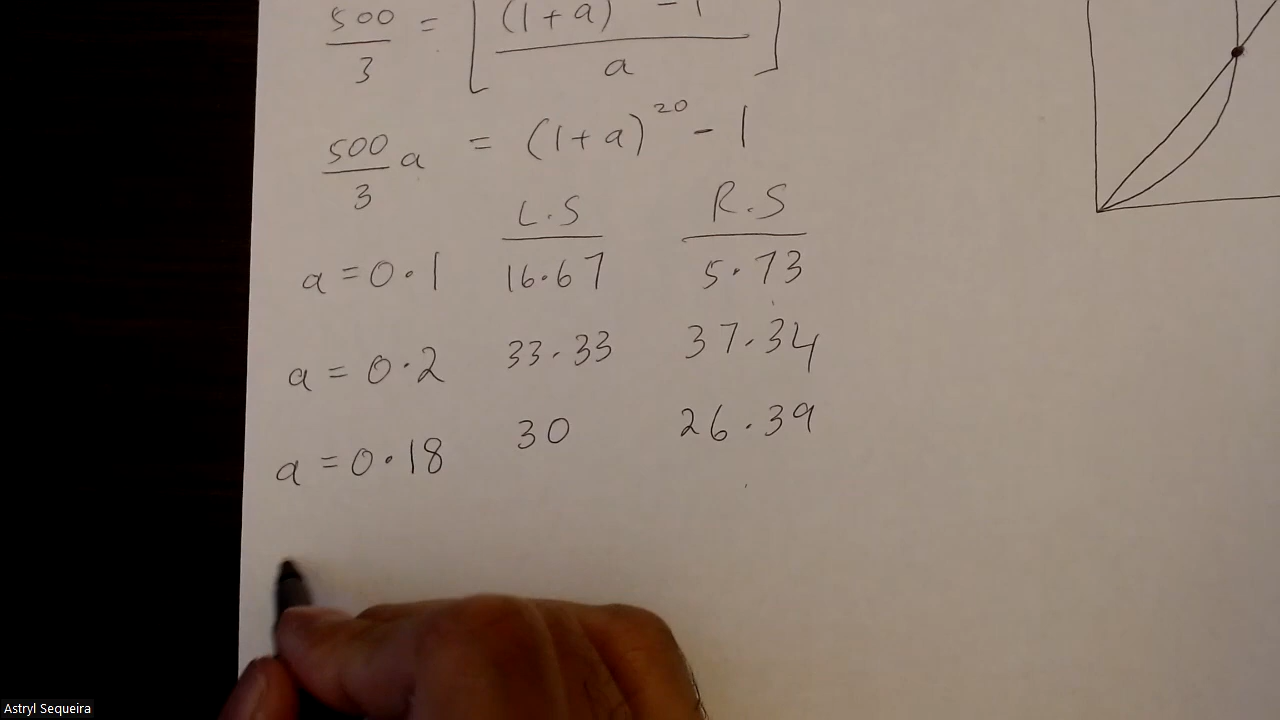 500/3 = [((1+a) - 1)/a]
500/3 a = (1+a)^20 - 1
L.S R.S
a = 0.1 16.67 5.73
a = 0.2 33.33 37.34
a = 0.18 30 26.39
Astryl Sequeira